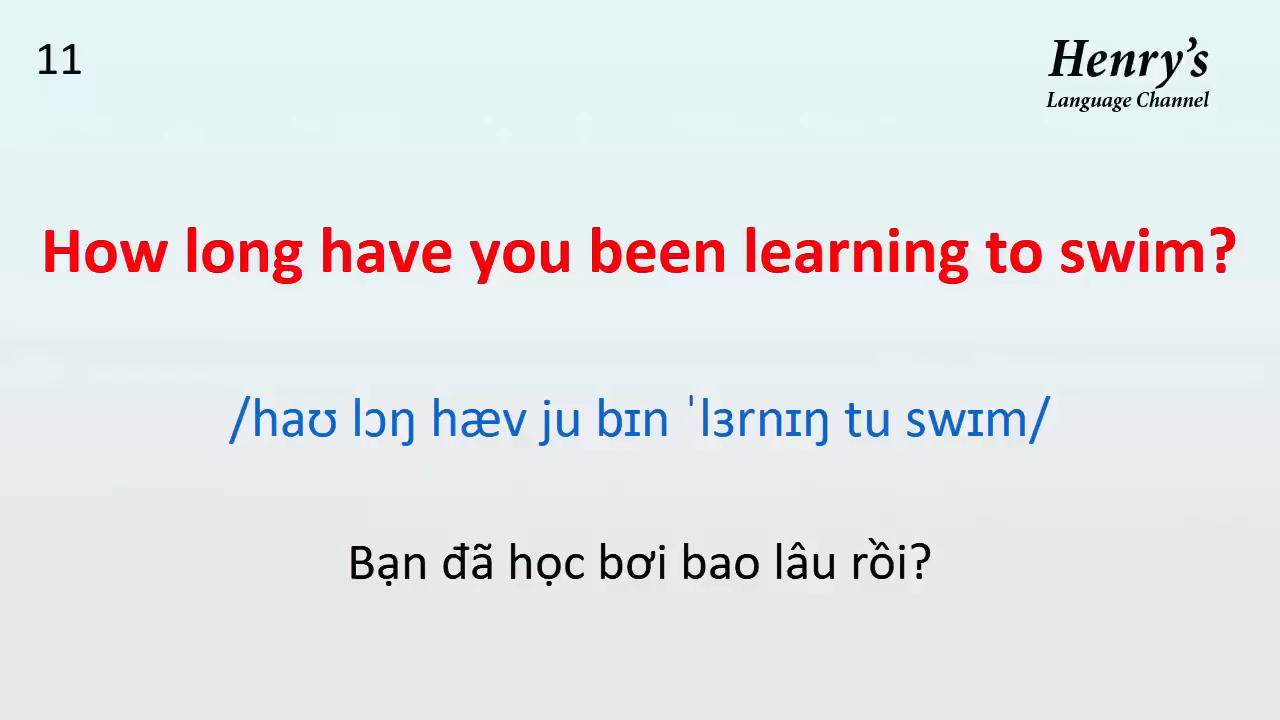 11
Henry's
Language Channel
How long have you been learning to swim?
/haʊ lɔŋ hæv ju bɪn ˈlɜrnɪŋ tu swɪm/
Bạn đã học bơi bao lâu rồi?